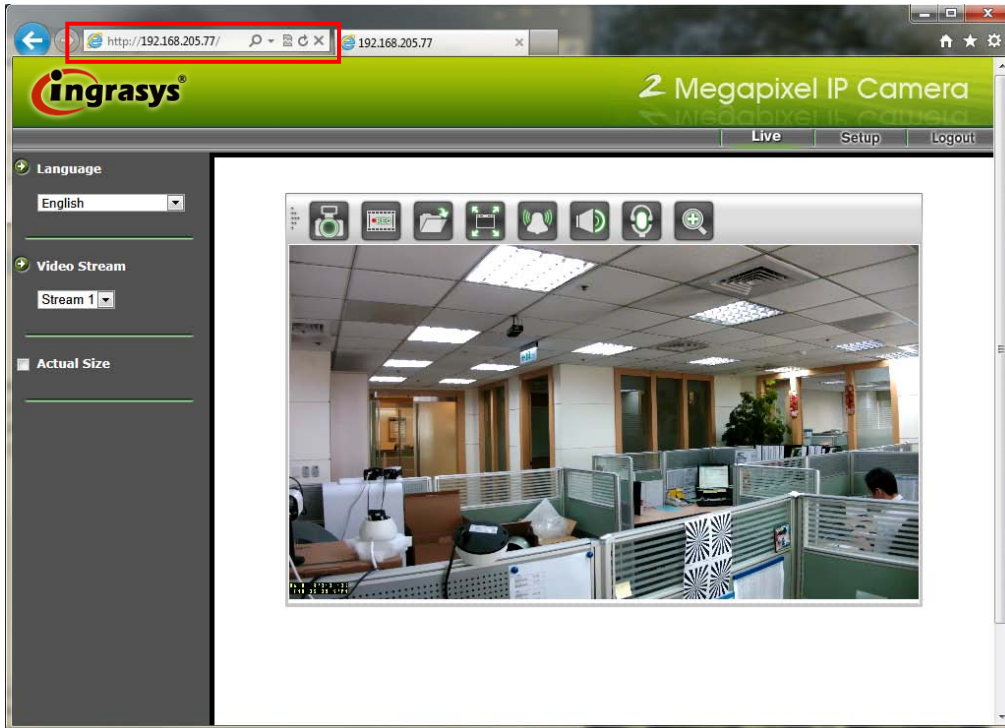 http://192.168.205.77/
192.168.205.77
ingrasys®
2 Megapixel IP Camera
Live
Setup
Logout
Language
English
Video Stream
Stream 1
Actual Size